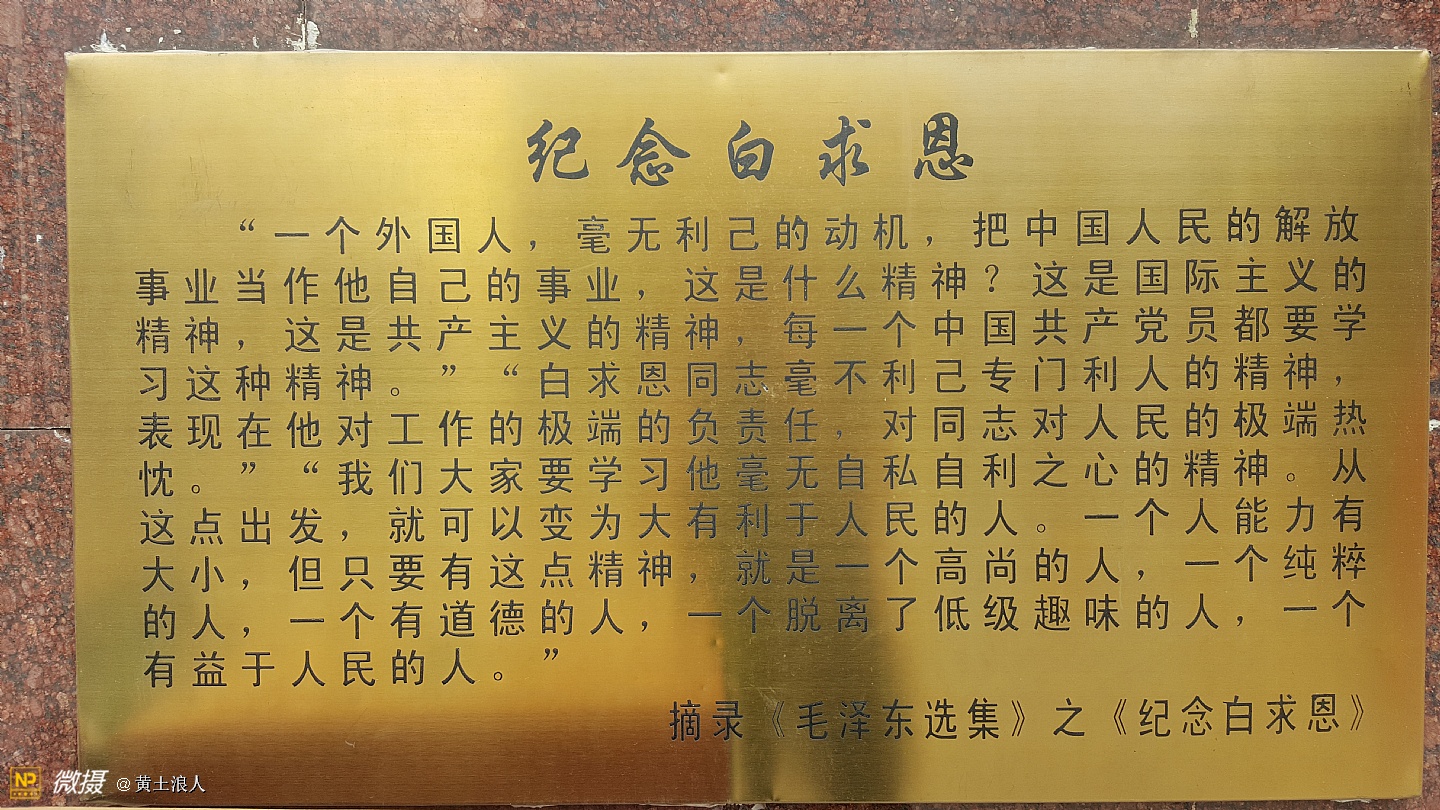 纪念白求恩
“一个外国人，毫无利己的动机，把中国人民的解放
事业当作他自己的事业，这是什么精神？这是国际主义的
精神，这是共产主义的精神，每一个中国共产党员都要学
习这种精神。”“白求恩同志毫不利己专门利人的精神，
表现在他对工作的极端的负责任，对同志对人民的极端热
忱。”“我们大家要学习他毫无自私自利之心的精神。从
这点出发，就可以变为大有利于人民的人。一个人能力有
大小，但只要有这点精神，就是一个高尚的人，一个纯粹
的人，一个有道德的人，一个脱离了低级趣味的人，一个
有益于人民的人。”
摘录《毛泽东选集》之《纪念白求恩》
NP 微摄 @黄土浪人